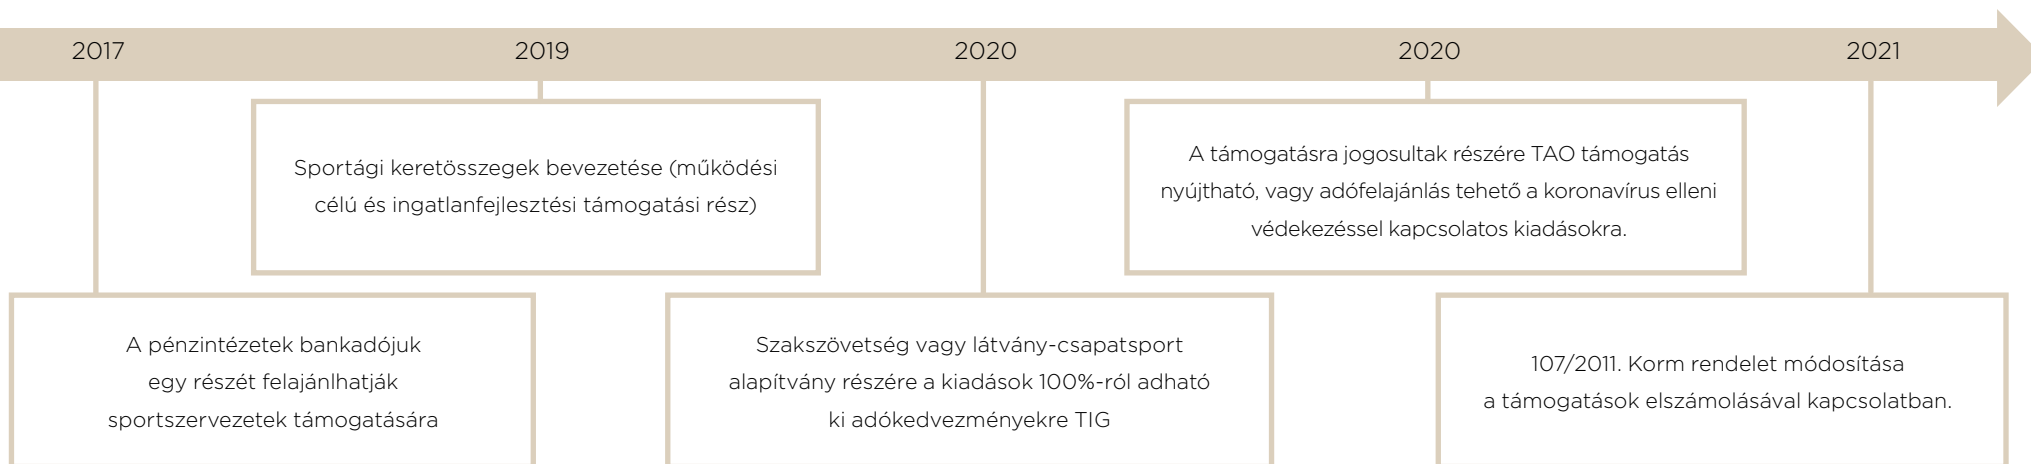 2017
2019
2020
2020
2021
Sportági keretösszegek bevezetése (működési
célú és ingatlanfejlesztési támogatási rész)
A támogatásra jogosultak részére TAO támogatás
nyújtható, vagy adófelajánlás tehető a koronavírus elleni
védekezéssel kapcsolatos kiadásokra.
A pénzintézetek bankadójuk
egy részét felajánlhatják
sportszervezetek támogatására
Szakszövetség vagy látvány-csapatsport
alapítvány részére a kiadások 100%-ról adható
ki adókedvezményekre TIG
107/2011. Korm rendelet módosítása
a támogatások elszámolásával kapcsolatban.